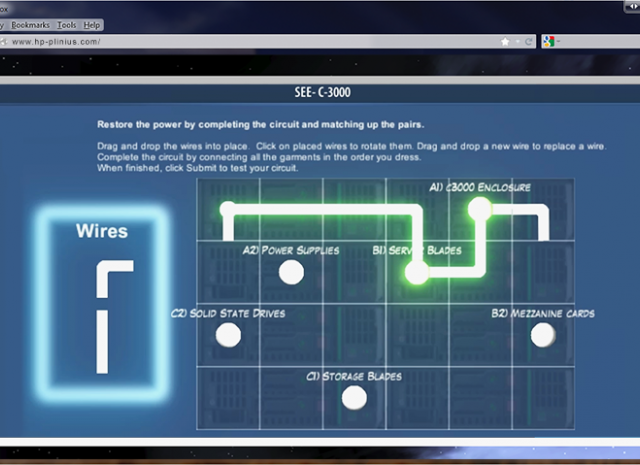 ox
y Bookmarks Tools Help
www.hp-plinius.com/
SEE- C-3000
Restore the power by completing the circuit and matching up the pairs.
Drag and drop the wires into place. Click on placed wires to rotate them. Drag and drop a new wire to replace a wire.
Complete the circuit by connecting all the garments in the order you dress.
When finished, click Submit to test your circuit.
A1) c3000 Enclosure
Wires
A2) Power Supplies
B1) Server Blades
C2) Solid State Drives
B2) Mezzanine cards
C1) Storage Blades